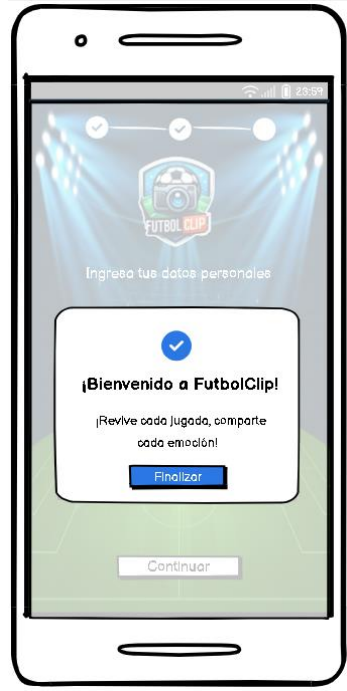 23:59
FUTBOL CLIP
Ingresa tus datos personales
¡Bienvenido a FutbolClip!
¡Revive cada jugada, comparte
cada emoción!
Finalizar
Continuar